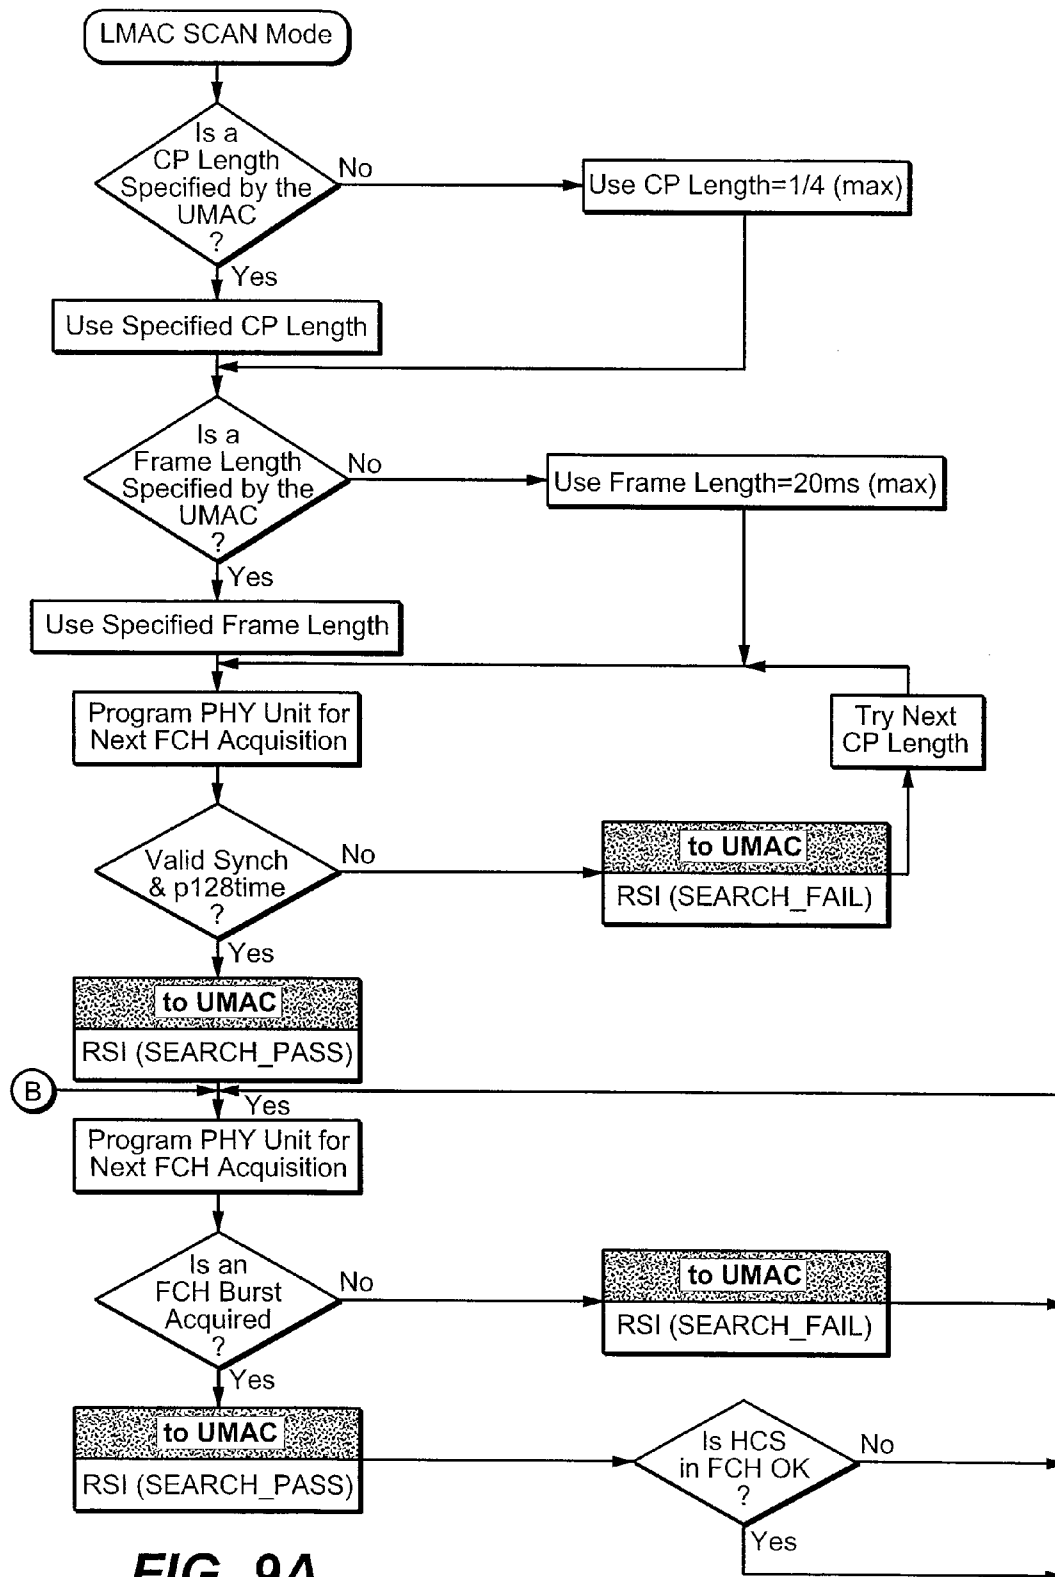 LMAC SCAN Mode
Is a
CP Length
Specified by the
UMAC
?
No
Use CP Length=1/4 (max)
Yes
Use Specified CP Length
Is a
Frame Length
Specified by the
UMAC
?
No
Use Frame Length=20ms (max)
Yes
Use Specified Frame Length
Program PHY Unit for
Next FCH Acquisition
Try Next
CP Length
Valid Synch
& p128time
?
No
to UMAC
RSI (SEARCH_FAIL)
Yes
to UMAC
RSI (SEARCH_PASS)
B
Yes
Program PHY Unit for
Next FCH Acquisition
Is an
FCH Burst
Acquired
?
No
to UMAC
RSI (SEARCH_FAIL)
Yes
to UMAC
RSI (SEARCH_PASS)
Is HCS
in FCH OK
?
No
Yes
FIG. 9A